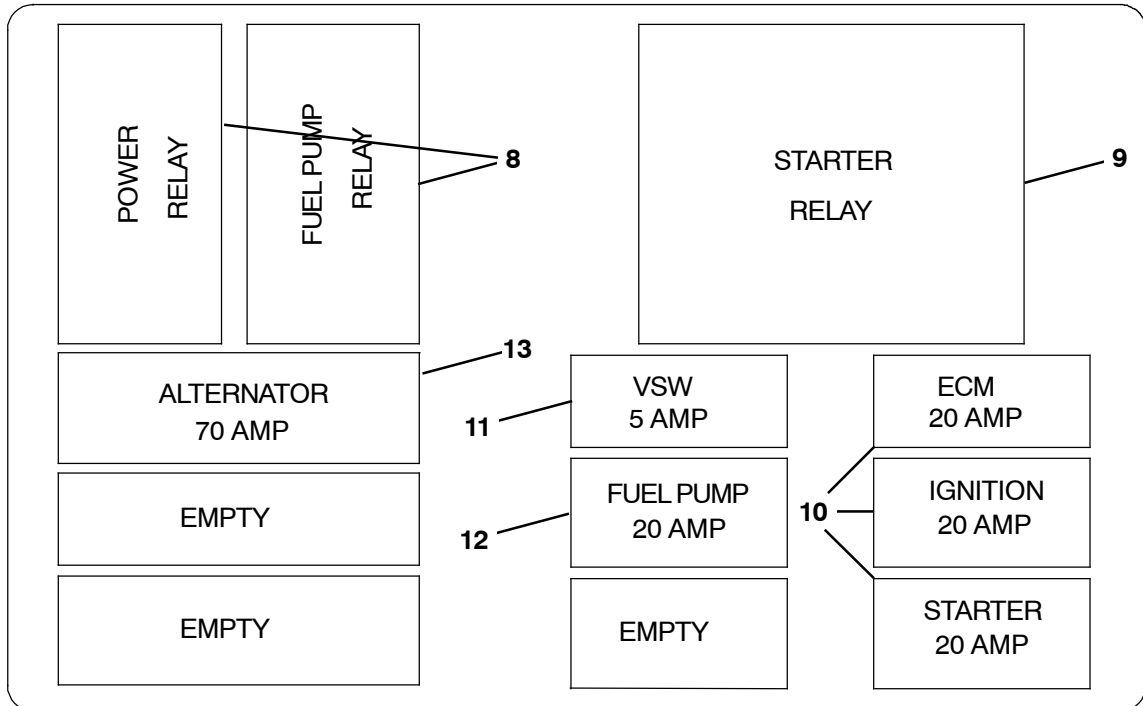 POWER
RELAY
FUEL PUMP
RELAY
8
STARTER
RELAY
9
ALTERNATOR
70 AMP
13
VSW
5 AMP
11
ECM
20 AMP
EMPTY
12
FUEL PUMP
20 AMP
10
IGNITION
20 AMP
EMPTY
EMPTY
STARTER
20 AMP